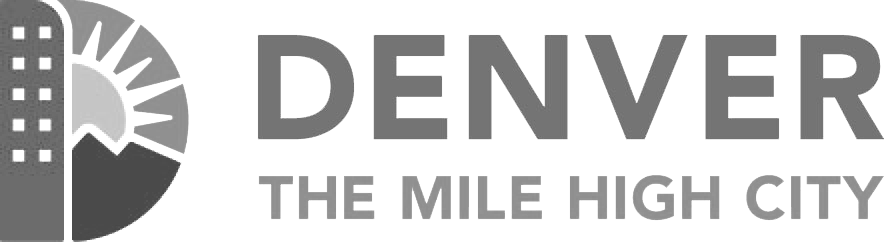 DENVER
THE MILE HIGH CITY